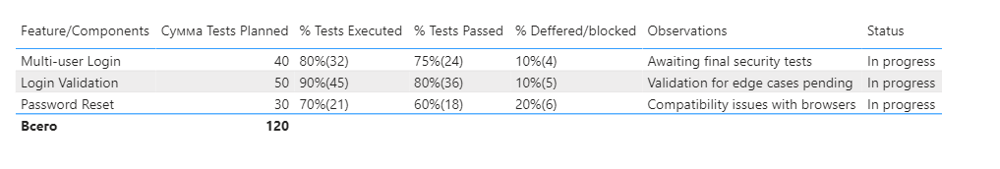 Feature/Components Сумма Tests Planned % Tests Executed % Tests Passed % Deffered/blocked Observations Status
Multi-user Login 40 80%(32) 75%(24) 10%(4) Awaiting final security tests In progress
Login Validation 50 90%(45) 80%(36) 10%(5) Validation for edge cases pending In progress
Password Reset 30 70%(21) 60%(18) 20%(6) Compatibility issues with browsers In progress
Всего 120